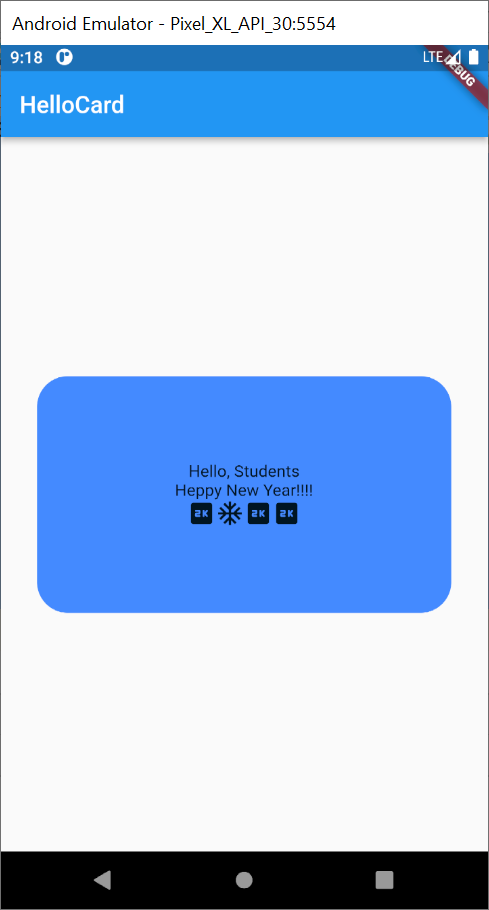 Android Emulator - Pixel_XL_API_30:5554
9:18 LTE
DEBUG
HelloCard
Hello, Students
Heppy New Year!!!!
2K 2K 2K